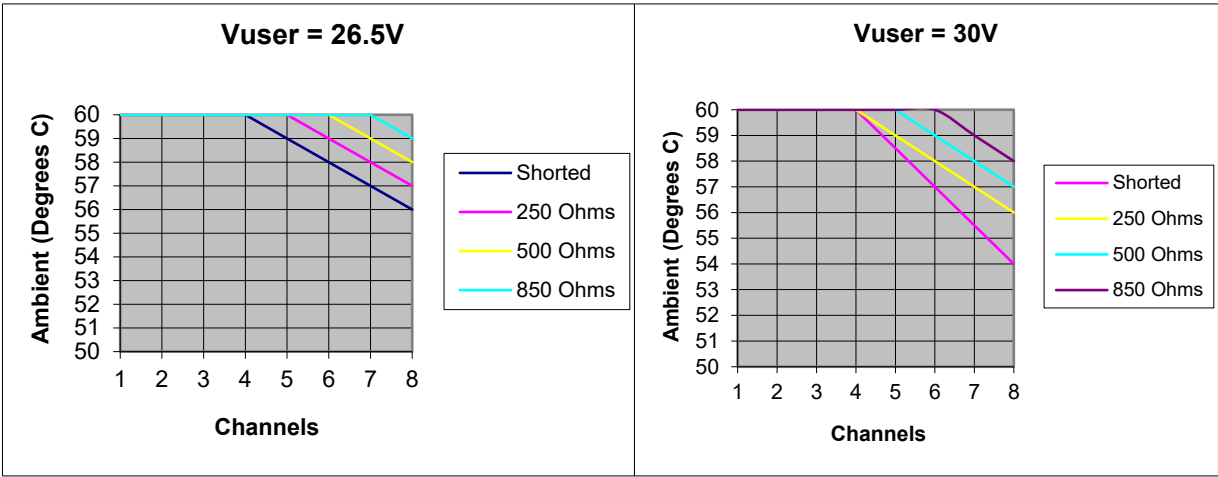 Vuser = 26.5V
Ambient (Degrees C)
60
59
58
57
56
55
54
53
52
51
50
1 2 3 4 5 6 7 8
Channels
Shorted
250 Ohms
500 Ohms
850 Ohms
Vuser = 30V
Ambient (Degrees C)
60
59
58
57
56
55
54
53
52
51
50
1 2 3 4 5 6 7 8
Channels
Shorted
250 Ohms
500 Ohms
850 Ohms